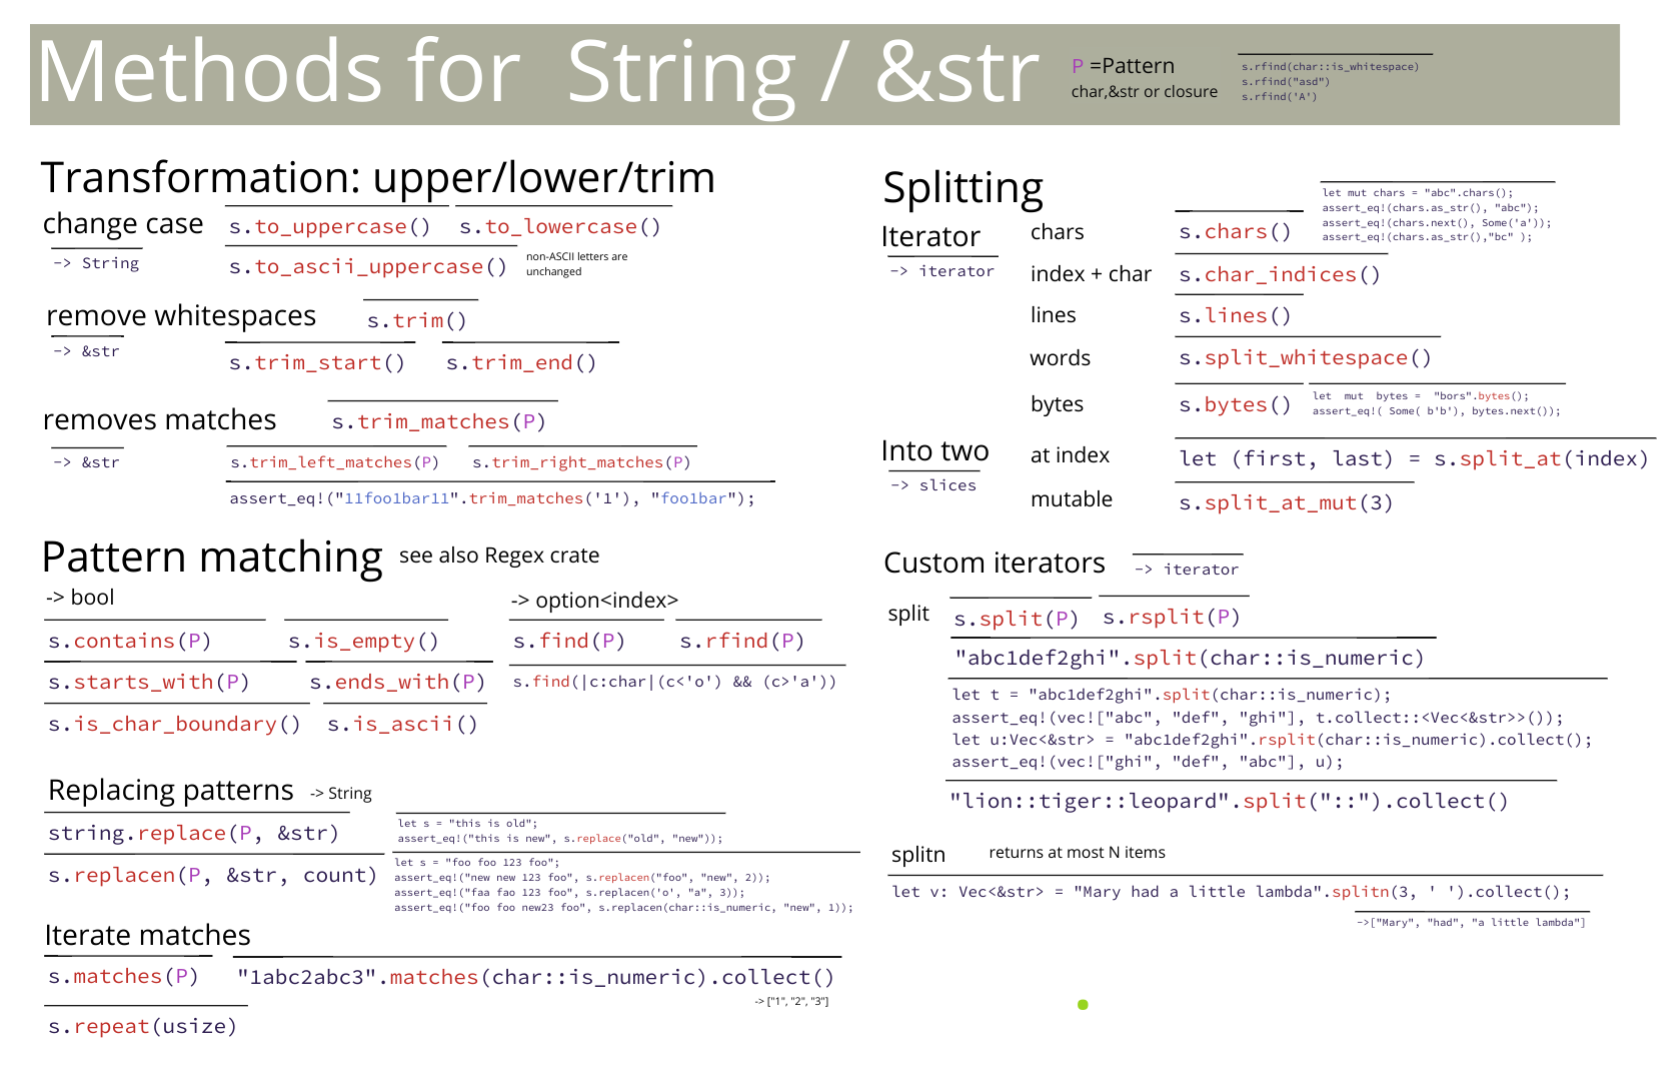 Methods for String / &str
P =Pattern
char,&str or closure
s.rfind(char::is_whitespace)
s.rfind("asd")
s.rfind('A')
Transformation: upper/lower/trim
change case
-> String
s.to_uppercase()
s.to_lowercase()
s.to_ascii_uppercase()
non-ASCII letters are
unchanged
remove whitespaces
-> &str
s.trim()
s.trim_start()
s.trim_end()
removes matches
-> &str
s.trim_matches(P)
s.trim_left_matches(P)
s.trim_right_matches(P)
assert_eq!("11foo1bar11".trim_matches('1'), "foo1bar");
Pattern matching
see also Regex crate
-> bool
s.contains(P)
s.is_empty()
s.starts_with(P)
s.ends_with(P)
s.is_char_boundary()
s.is_ascii()
-> option<index>
s.find(P)
s.rfind(P)
s.find(|c:char|(c<'o') && (c>'a'))
Replacing patterns
-> String
string.replace(P, &str)
let s = "this is old";
assert_eq!("this is new", s.replace("old", "new"));
s.replacen(P, &str, count)
let s = "foo foo 123 foo";
assert_eq!("new new 123 foo", s.replacen("foo", "new", 2));
assert_eq!("faa fao 123 foo", s.replacen('o', "a", 3));
assert_eq!("foo foo new23 foo", s.replacen(char::is_numeric, "new", 1));
Iterate matches
s.matches(P)
"1abc2abc3".matches(char::is_numeric).collect()
-> ["1", "2", "3"]
s.repeat(usize)
Splitting
Iterator
-> iterator
chars
s.chars()
let mut chars = "abc".chars();
assert_eq!(chars.as_str(), "abc");
assert_eq!(chars.next(), Some('a'));
assert_eq!(chars.as_str(),"bc" );
index + char
s.char_indices()
lines
s.lines()
words
s.split_whitespace()
bytes
s.bytes()
let mut bytes = "bors".bytes();
assert_eq!( Some( b'b'), bytes.next());
Into two
-> slices
at index
let (first, last) = s.split_at(index)
mutable
s.split_at_mut(3)
Custom iterators
-> iterator
split
s.split(P)
s.rsplit(P)
"abc1def2ghi".split(char::is_numeric)
let t = "abc1def2ghi".split(char::is_numeric);
assert_eq!(vec!["abc", "def", "ghi"], t.collect::<Vec<&str>>());
let u:Vec<&str> = "abc1def2ghi".rsplit(char::is_numeric).collect();
assert_eq!(vec!["ghi", "def", "abc"], u);
"lion::tiger::leopard".split("::").collect()
splitn
returns at most N items
let v: Vec<&str> = "Mary had a little lambda".splitn(3, ' ').collect();
->["Mary", "had", "a little lambda"]